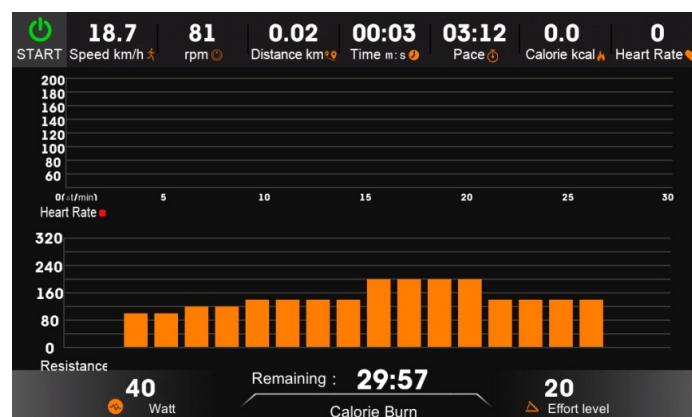 18.7 81 0.02 00:03 03:12 0.0 0
START Speed km/h rpm Distance km Time m:s Pace Calorie kcal Heart Rate
200
180
160
140
120
100
80
60
5 10 15 20 25 30
Heart Rate
320
240
160
80
0
Resistance
40 Remaining : 29:57 20
Watt Calorie Burn Effort level